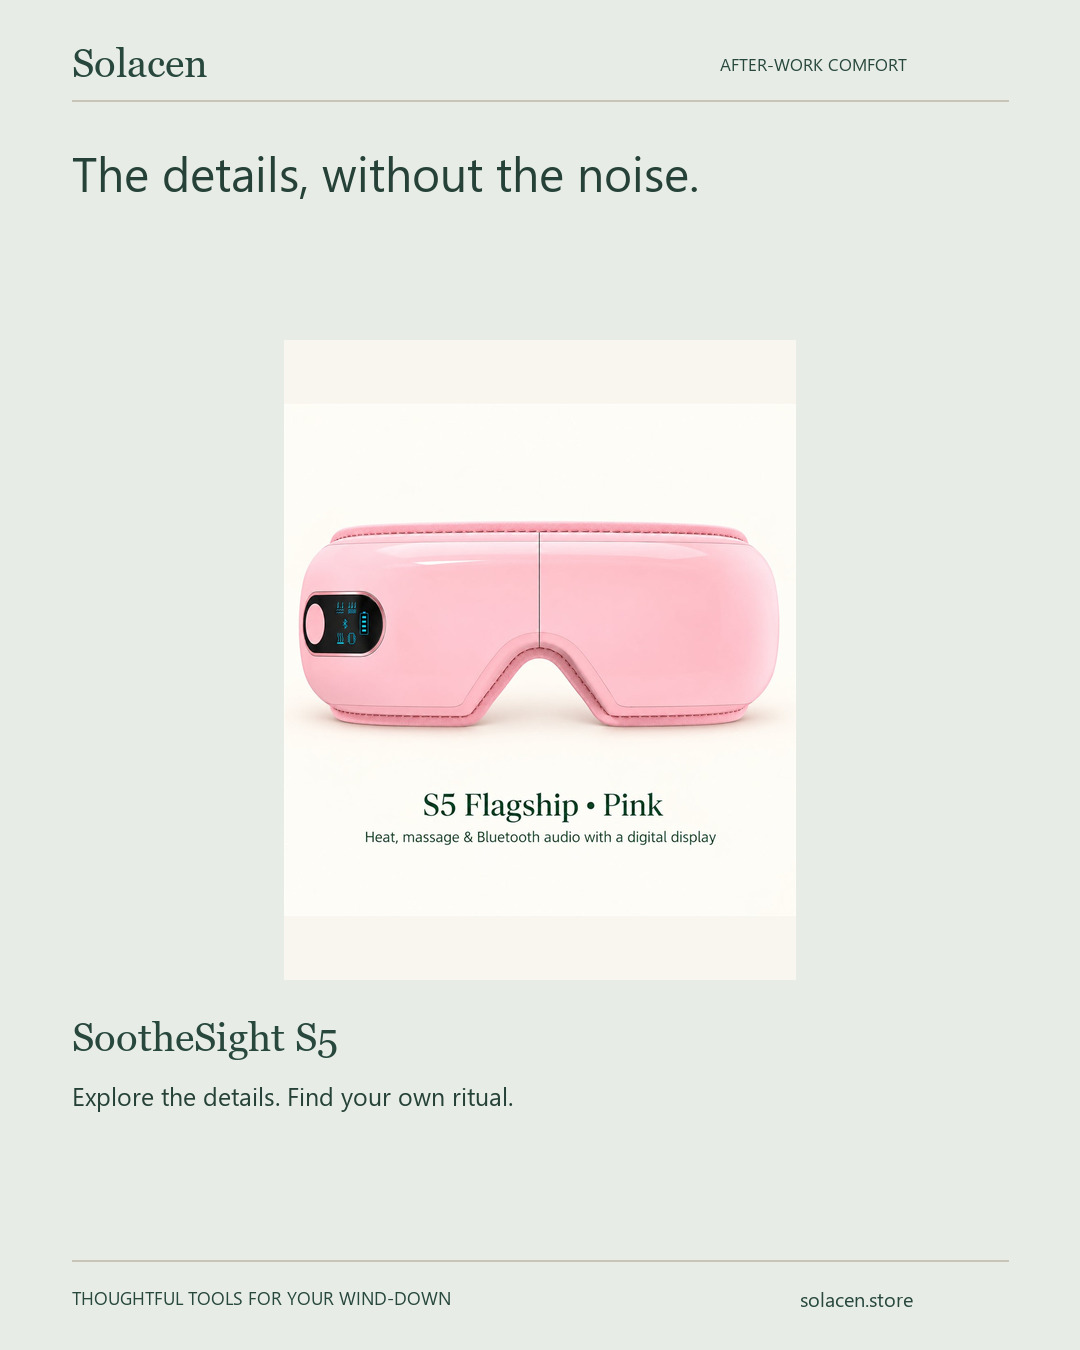 Solacen
AFTER-WORK COMFORT
The details, without the noise.
S5 Flagship • Pink
Heat, massage & Bluetooth audio with a digital display
SootheSight S5
Explore the details. Find your own ritual.
THOUGHTFUL TOOLS FOR YOUR WIND-DOWN
solacen.store